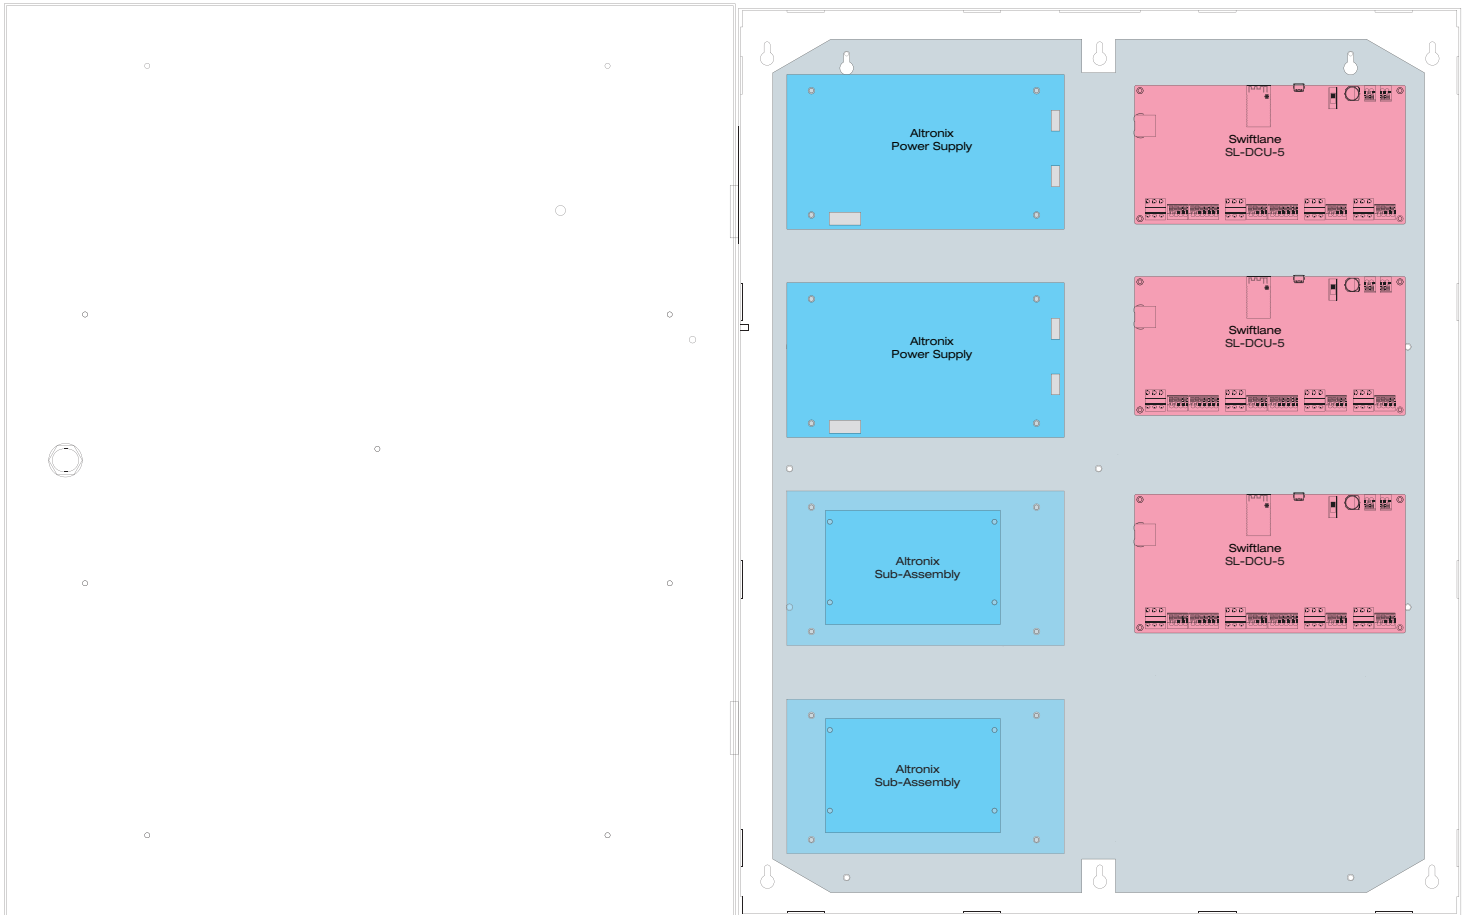 Altronix
Power Supply
Swiftlane
SL-DCU-5
Altronix
Power Supply
Swiftlane
SL-DCU-5
Altronix
Sub-Assembly
Swiftlane
SL-DCU-5
Altronix
Sub-Assembly